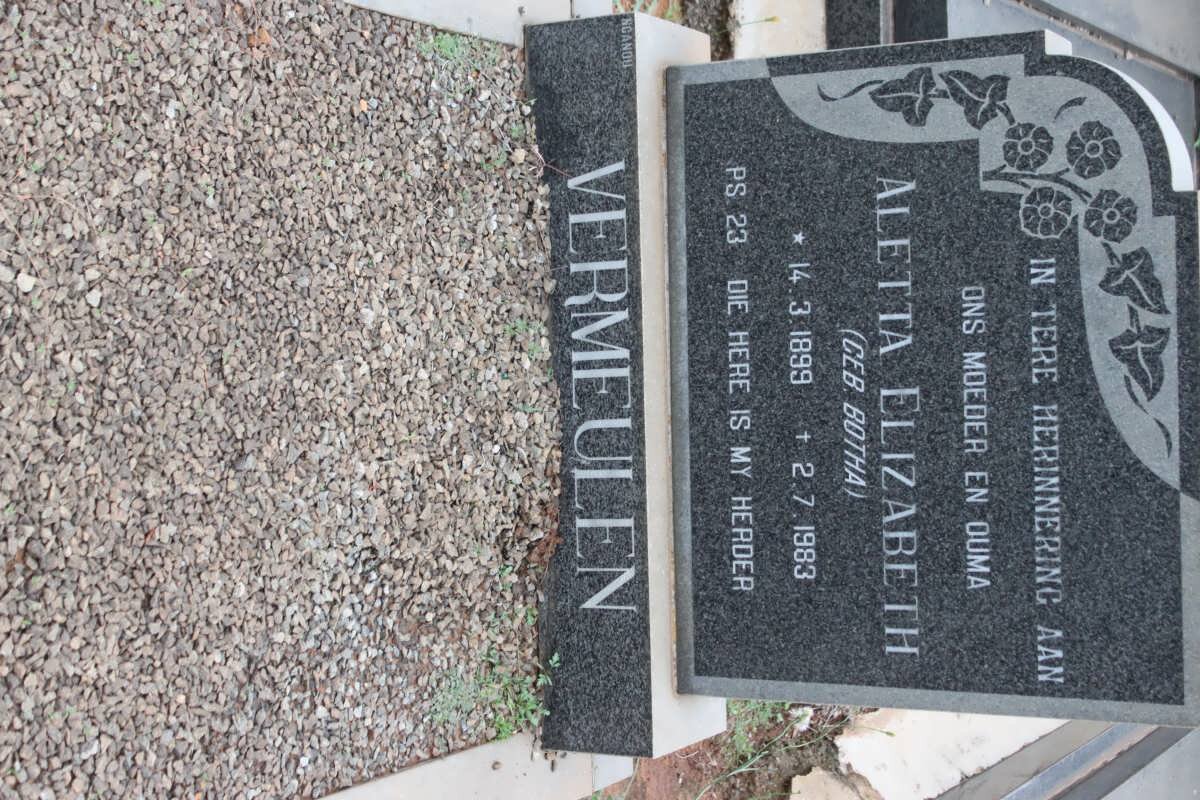 IN TERE HERINNERING AAN
ONS MOEDER EN OUMA
ALETTA ELIZABETH
(GEB BOTHA)
★ 14.3.1899 † 2.7.1983
PS 23 DIE HERE IS MY HERDER
VERMEULEN